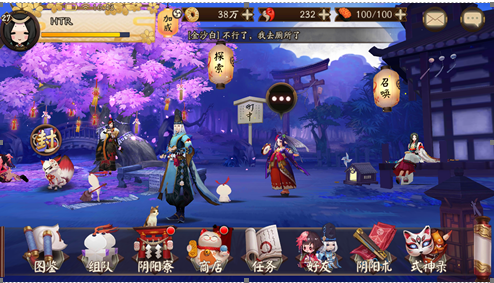 27
HTR.
加成
38万
232
100/100
[金沙白]不行了，我去厕所了
探索
召唤
町中
封
图鉴 组队 阴阳寮 商店 任务 好友 阴阳术 式神录